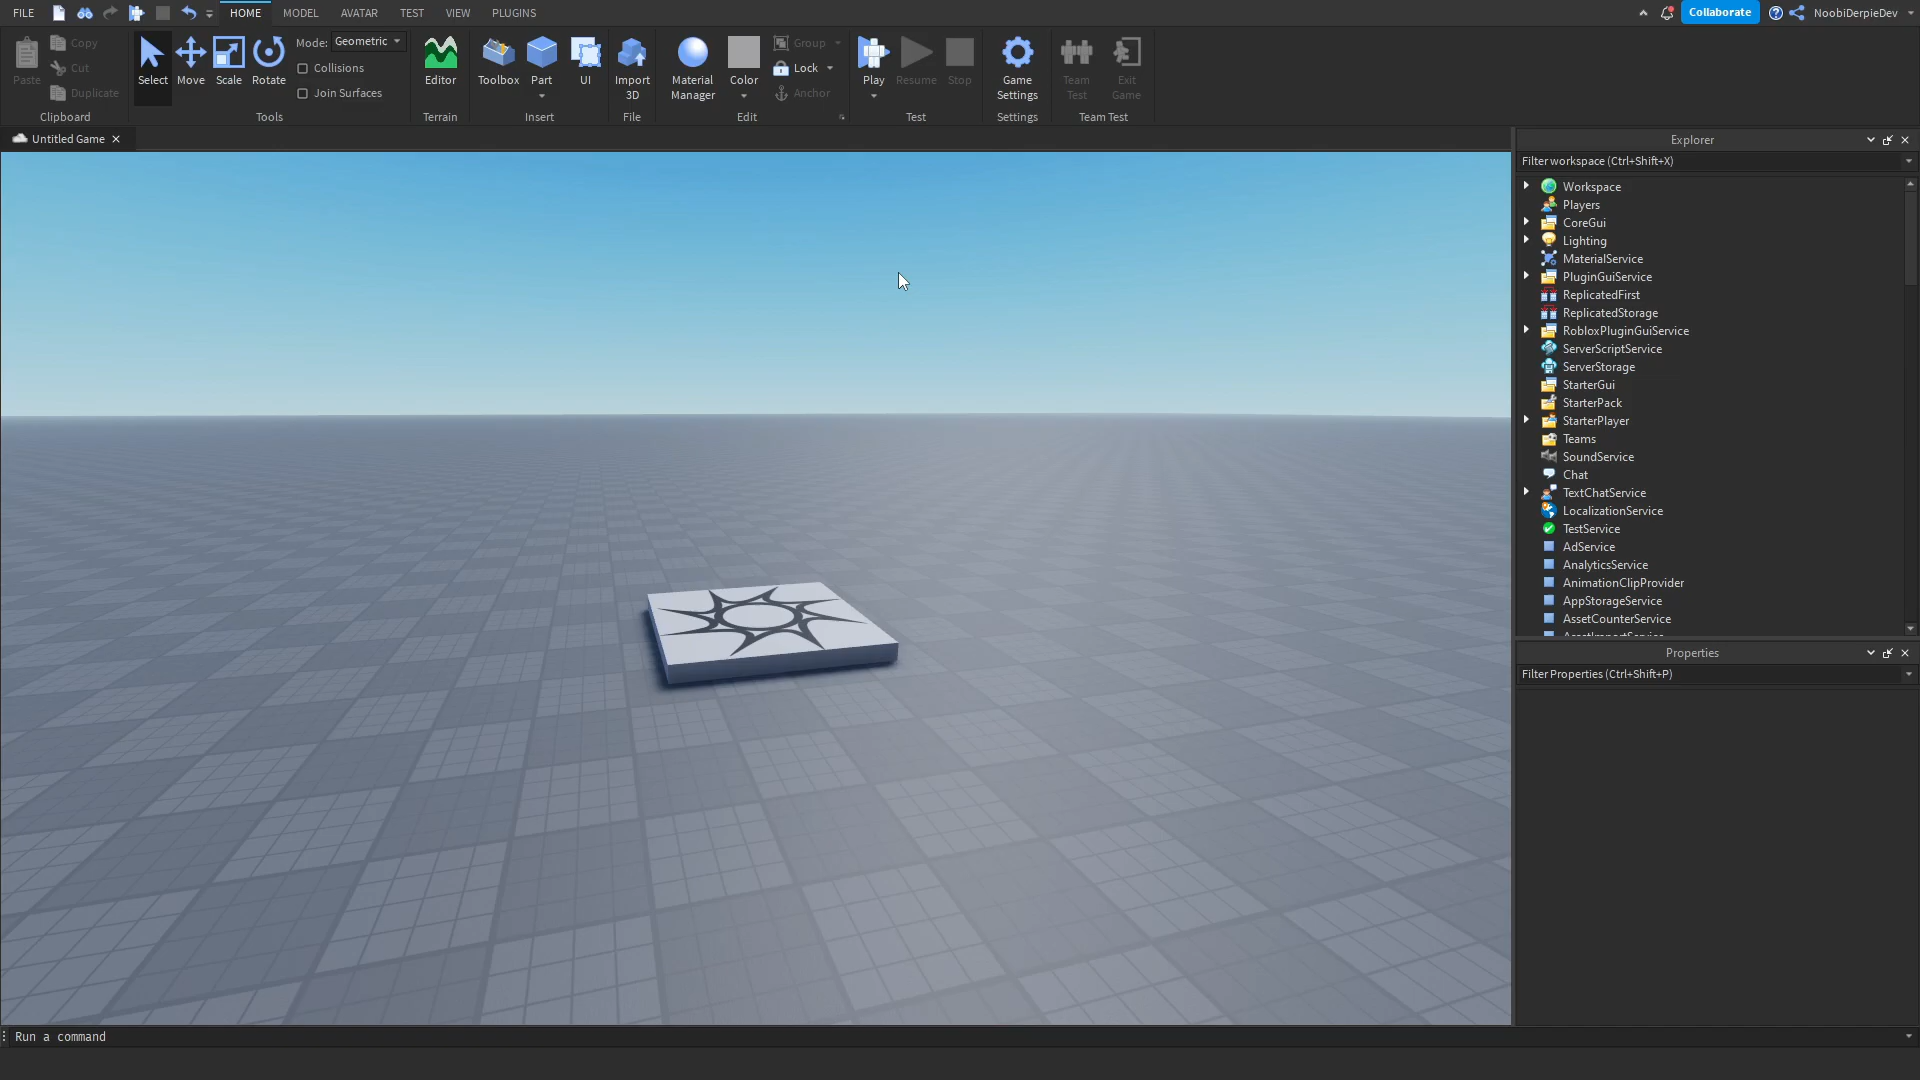 FILE HOME MODEL AVATAR TEST VIEW PLUGINS Collaborate NoobiDerpieDev
Paste Copy Cut Duplicate
Clipboard
Select Move Scale Rotate
Mode: Geometric
Collisions
Join Surfaces
Tools
Editor
Terrain
Toolbox Part UI
Insert
Import 3D
File
Material Manager
Color
Group
Lock
Anchor
Edit
Play Resume Stop
Test
Game Settings
Settings
Team Test
Exit Game
Team Test
Untitled Game
Explorer
Filter workspace (Ctrl+Shift+X)
Workspace
Players
CoreGui
Lighting
MaterialService
PluginGuiService
ReplicatedFirst
ReplicatedStorage
RobloxPluginGuiService
ServerScriptService
ServerStorage
StarterGui
StarterPack
StarterPlayer
Teams
SoundService
Chat
TextChatService
LocalizationService
TestService
AdService
AnalyticsService
AnimationClipProvider
AppStorageService
AssetCounterService
Properties
Filter Properties (Ctrl+Shift+P)
Run a command